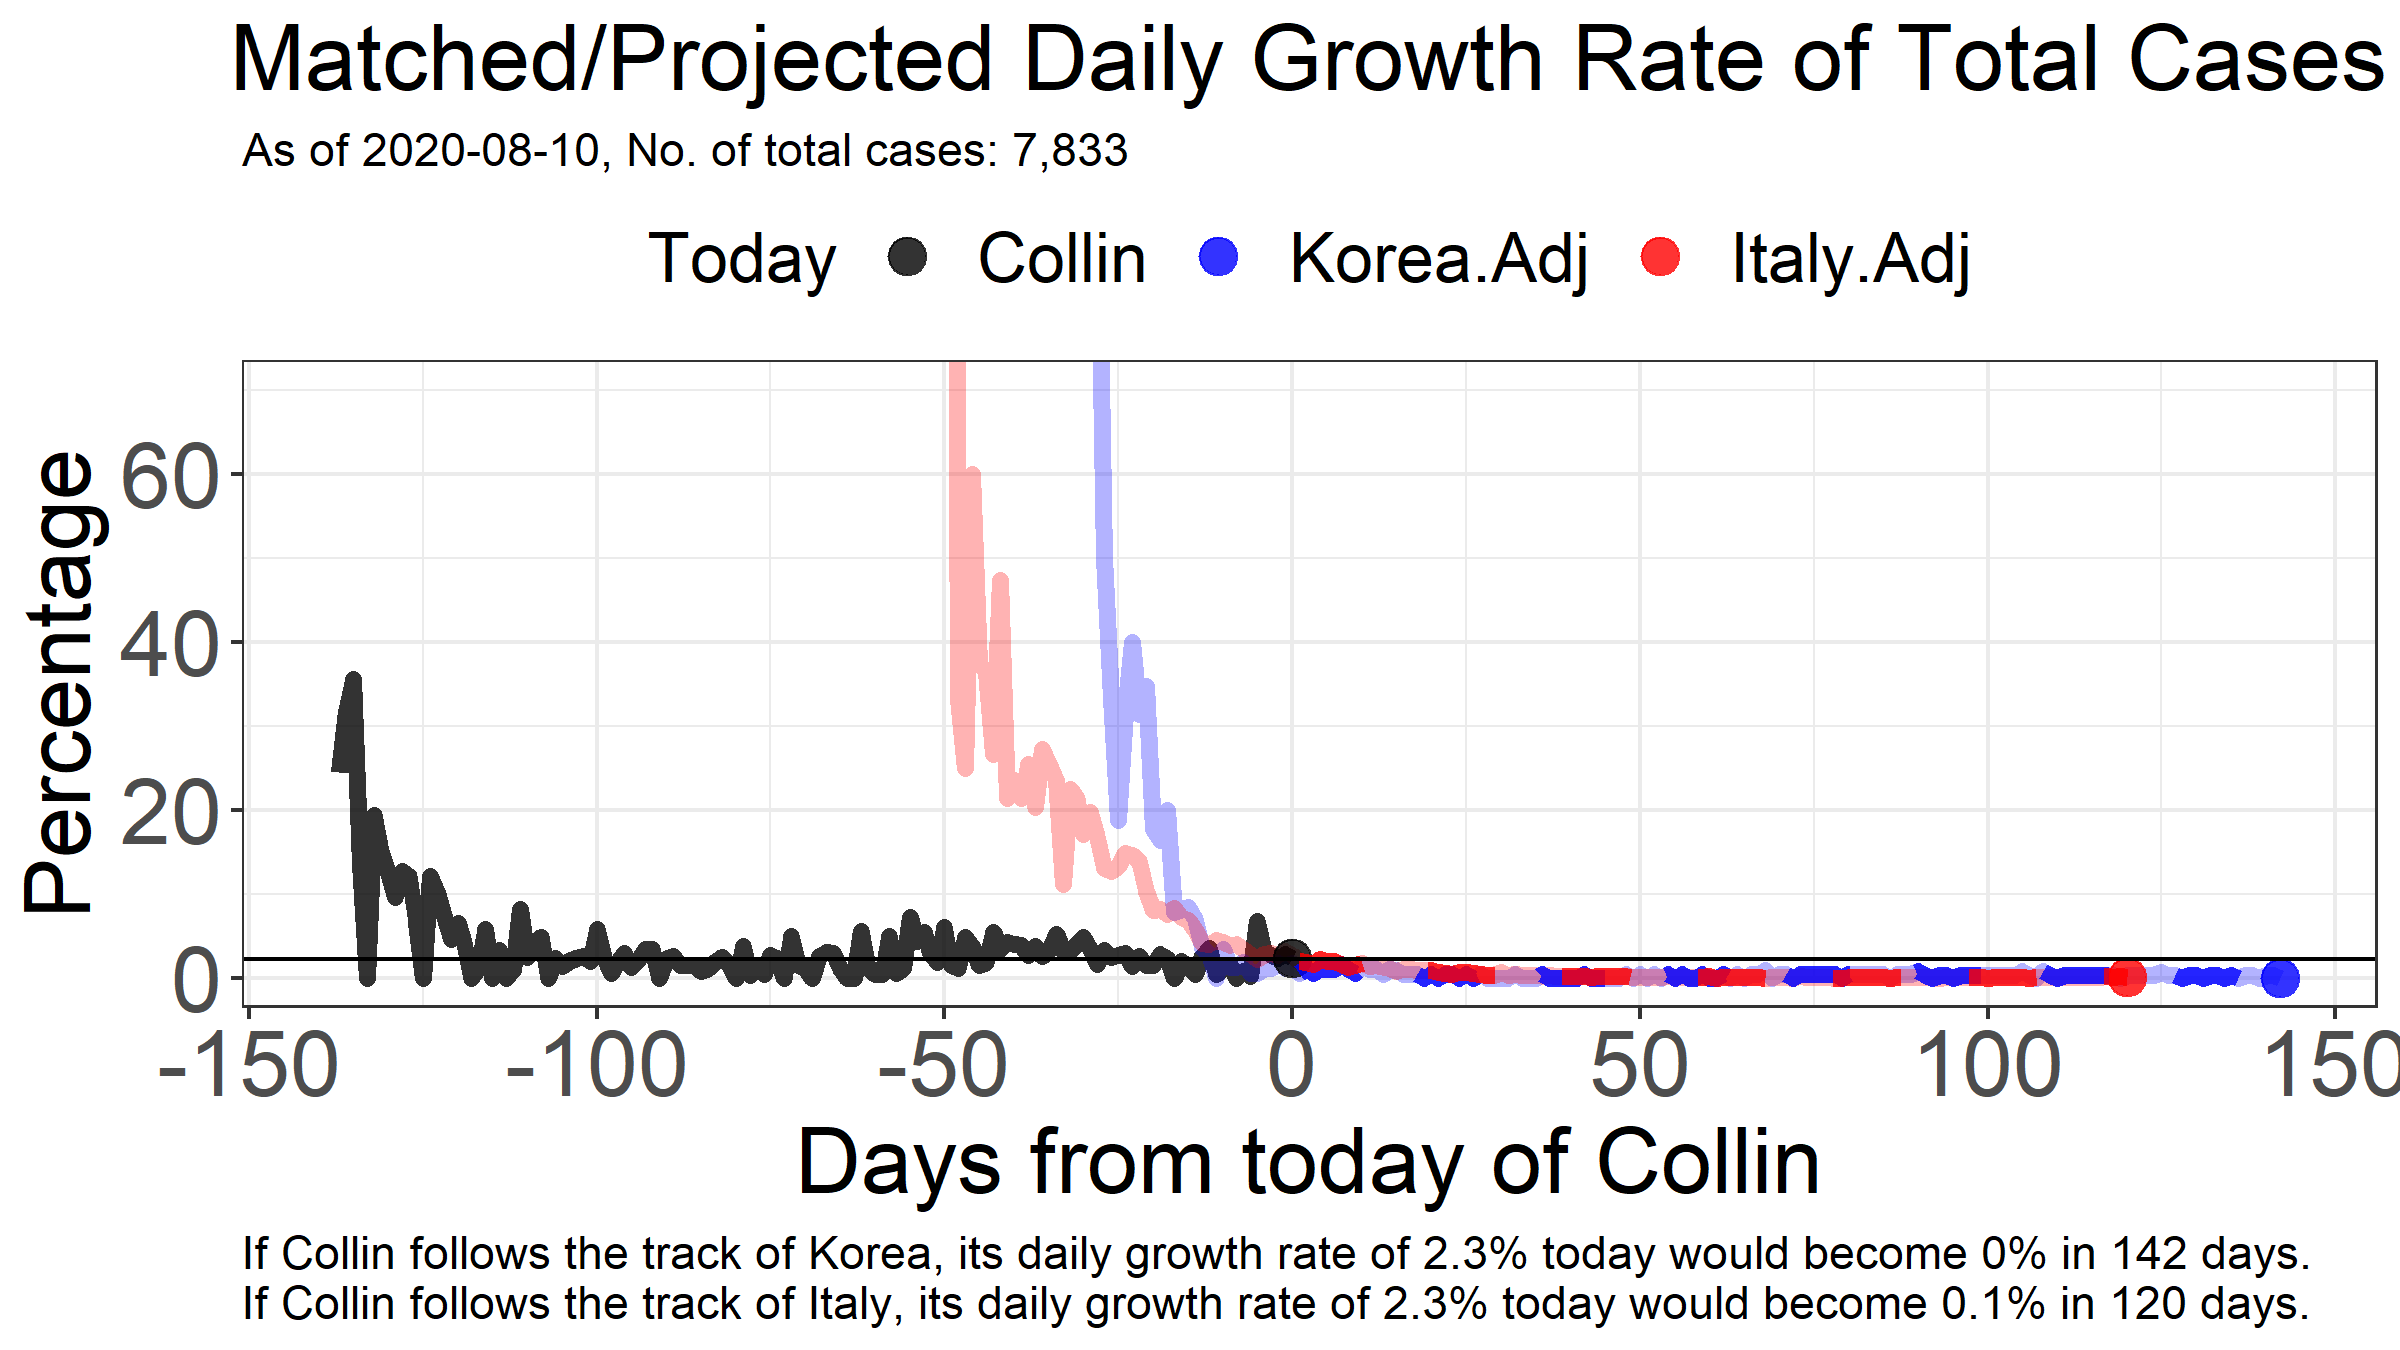 Matched/Projected Daily Growth Rate of Total Cases
As of 2020-08-10, No. of total cases: 7,833
Today Collin Korea.Adj Italy.Adj
Percentage
60
40
20
0
-150 -100 -50 0 50 100 150
Days from today of Collin
If Collin follows the track of Korea, its daily growth rate of 2.3% today would become 0% in 142 days.
If Collin follows the track of Italy, its daily growth rate of 2.3% today would become 0.1% in 120 days.